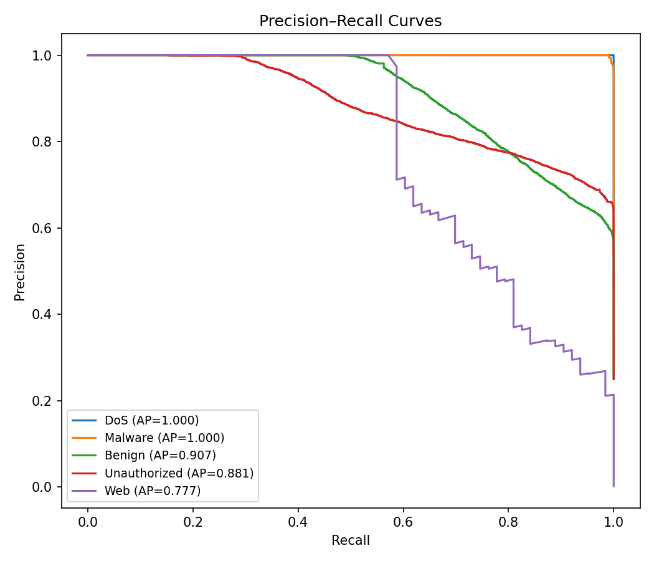 Precision–Recall Curves
1.0
0.8
0.6
0.4
0.2
0.0
Precision
0.0 0.2 0.4 0.6 0.8 1.0
Recall
DoS (AP=1.000)
Malware (AP=1.000)
Benign (AP=0.907)
Unauthorized (AP=0.881)
Web (AP=0.777)